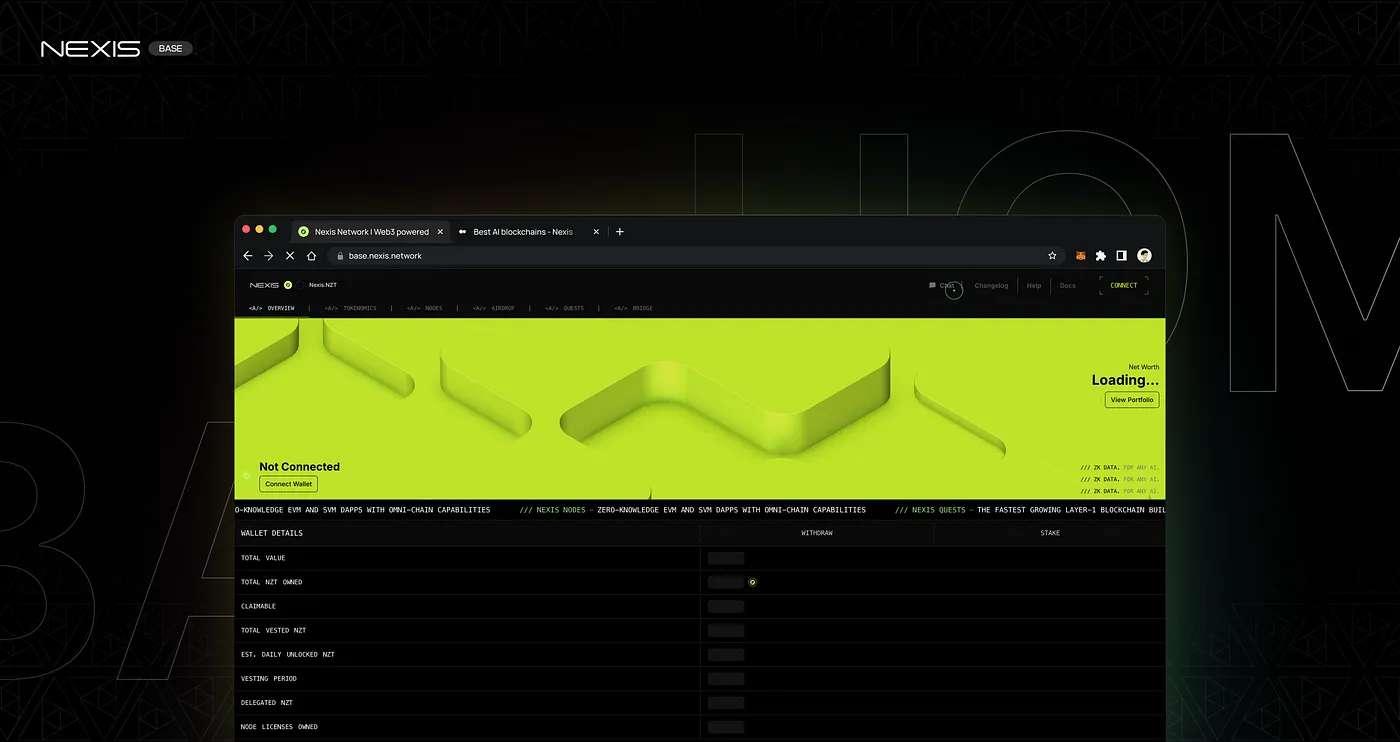 NEXIS BASE
HOM
BA
Nexis Network | Web3 powered
Best AI blockchains - Nexis
base.nexis.network
NEXIS Nexis.NZT
Chat Changelog Help Docs CONNECT
<A/> OVERVIEW | <A/> TOKENOMICS | <A/> NODES | <A/> AIRDROP | <A/> QUESTS | <A/> BRIDGE
Net Worth
Loading...
View Portfolio
Not Connected
Connect Wallet
/// ZK DATA. FOR ANY AI.
/// ZK DATA. FOR ANY AI.
/// ZK DATA. FOR ANY AI.
O-KNOWLEDGE EVM AND SVM DAPPS WITH OMNI-CHAIN CAPABILITIES /// NEXIS NODES – ZERO-KNOWLEDGE EVM AND SVM DAPPS WITH OMNI-CHAIN CAPABILITIES /// NEXIS QUESTS – THE FASTEST GROWING LAYER-1 BLOCKCHAIN BUIL
WALLET DETAILS WITHDRAW STAKE
TOTAL VALUE
TOTAL NZT OWNED
CLAIMABLE
TOTAL VESTED NZT
EST. DAILY UNLOCKED NZT
VESTING PERIOD
DELEGATED NZT
NODE LICENSES OWNED